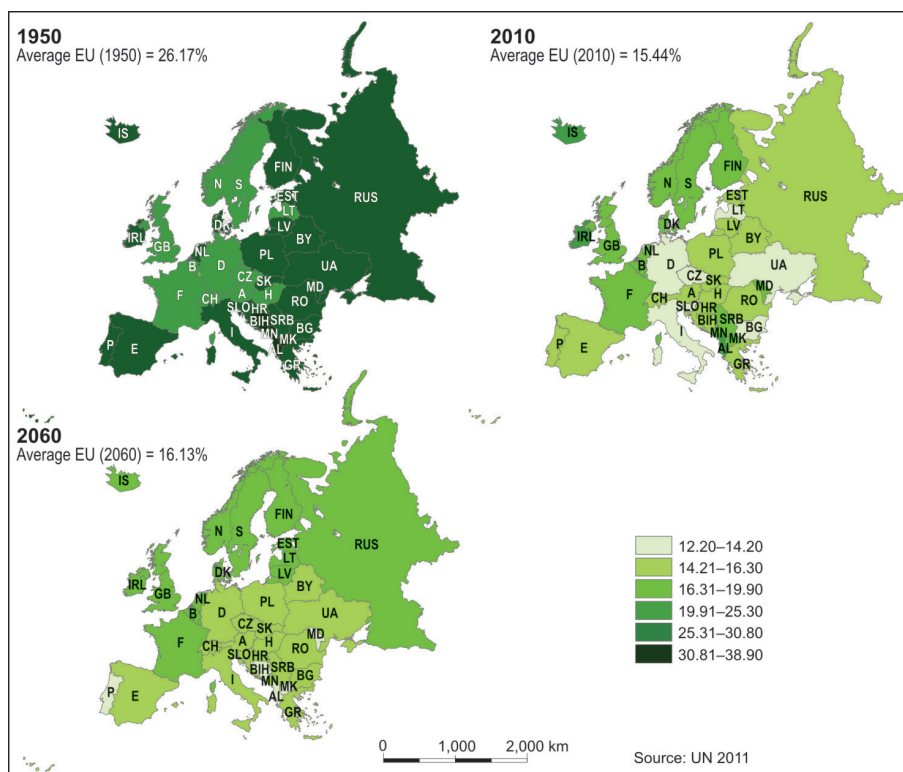 1950
Average EU (1950) = 26.17%
IS
FIN
N
S
RUS
EST
LT
DK
LV
IRL
GB
BY
NL
PL
B
D
UA
CZ
SK
MD
F
CH
A
H
RO
SLO
HR
BIH
SRB
BG
I
MN
MK
P
E
AL
GR
2010
Average EU (2010) = 15.44%
IS
FIN
N
S
EST
RUS
LT
DK
LV
IRL
GB
BY
NL
PL
B
D
UA
CZ
SK
MD
F
CH
A
H
RO
SLO
HR
BIH
SRB
BG
I
MN
MK
P
E
AL
GR
2060
Average EU (2060) = 16.13%
IS
FIN
N
S
EST
RUS
LT
DK
LV
IRL
GB
BY
NL
PL
B
D
UA
CZ
SK
MD
F
CH
A
H
RO
SLO
HR
BIH
SRB
BG
I
MN
MK
P
E
AL
GR
12.20–14.20
14.21–16.30
16.31–19.90
19.91–25.30
25.31–30.80
30.81–38.90
0 1,000 2,000 km
Source: UN 2011